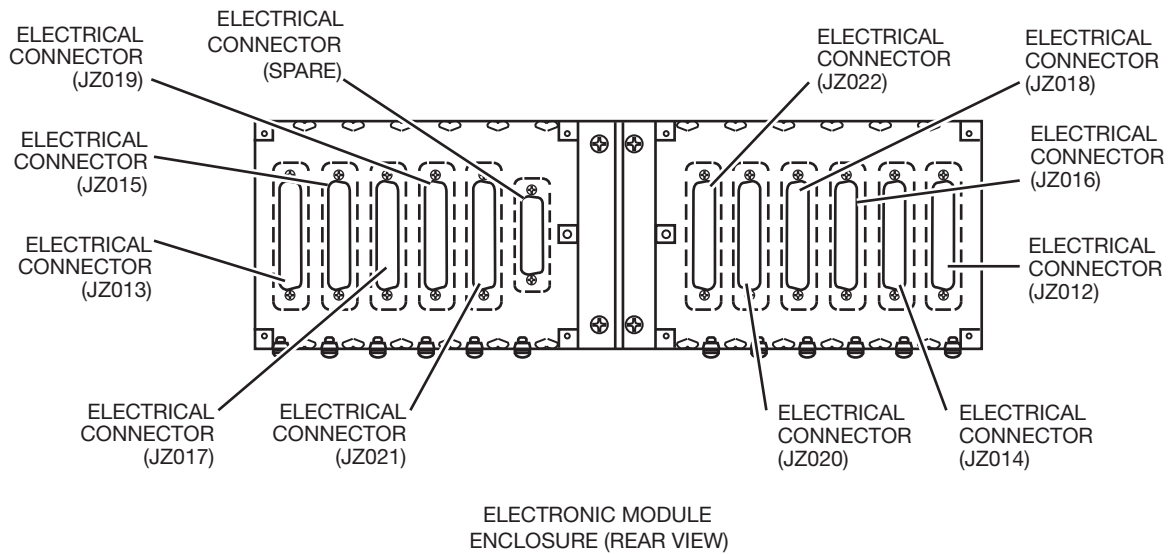 ELECTRICAL
CONNECTOR
(JZ019)
ELECTRICAL
CONNECTOR
(SPARE)
ELECTRICAL
CONNECTOR
(JZ022)
ELECTRICAL
CONNECTOR
(JZ018)
ELECTRICAL
CONNECTOR
(JZ015)
ELECTRICAL
CONNECTOR
(JZ016)
ELECTRICAL
CONNECTOR
(JZ013)
ELECTRICAL
CONNECTOR
(JZ012)
ELECTRICAL
CONNECTOR
(JZ017)
ELECTRICAL
CONNECTOR
(JZ021)
ELECTRICAL
CONNECTOR
(JZ020)
ELECTRICAL
CONNECTOR
(JZ014)
ELECTRONIC MODULE
ENCLOSURE (REAR VIEW)